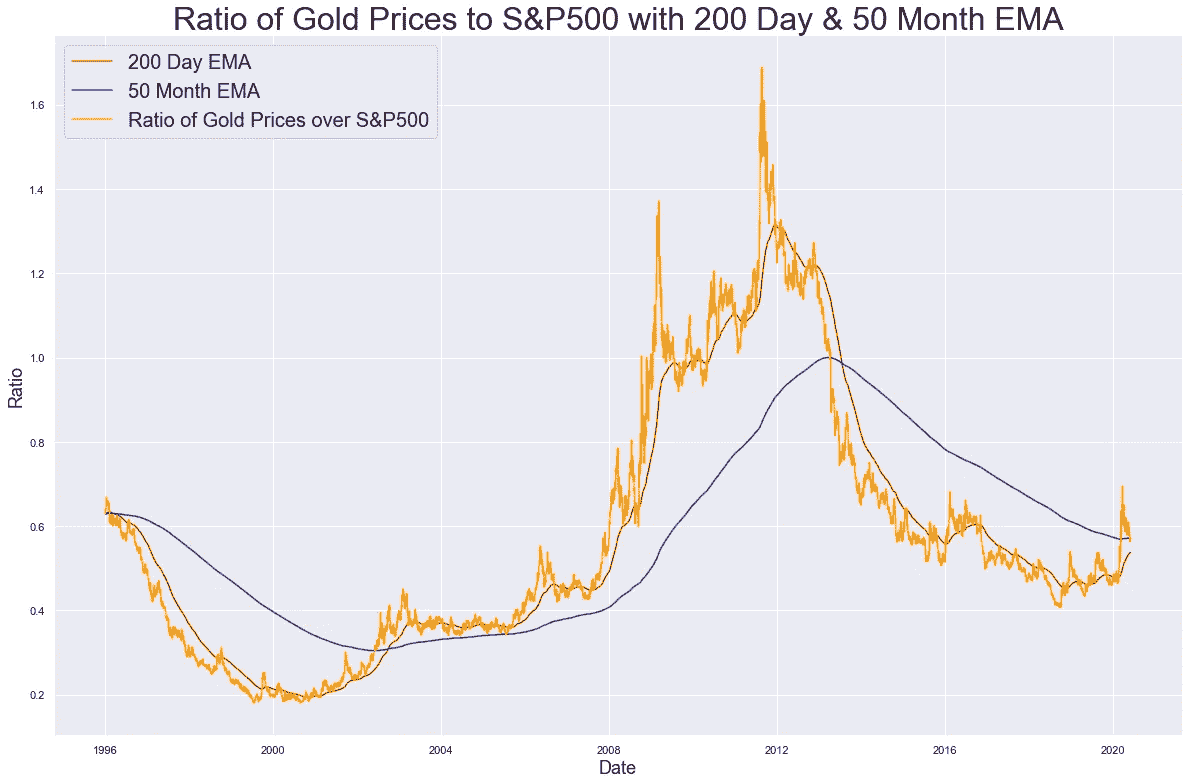 Ratio of Gold Prices to S&P500 with 200 Day & 50 Month EMA
200 Day EMA
50 Month EMA
Ratio of Gold Prices over S&P500
1.6
1.4
1.2
1.0
0.8
0.6
0.4
0.2
Ratio
1996 2000 2004 2008 2012 2016 2020
Date